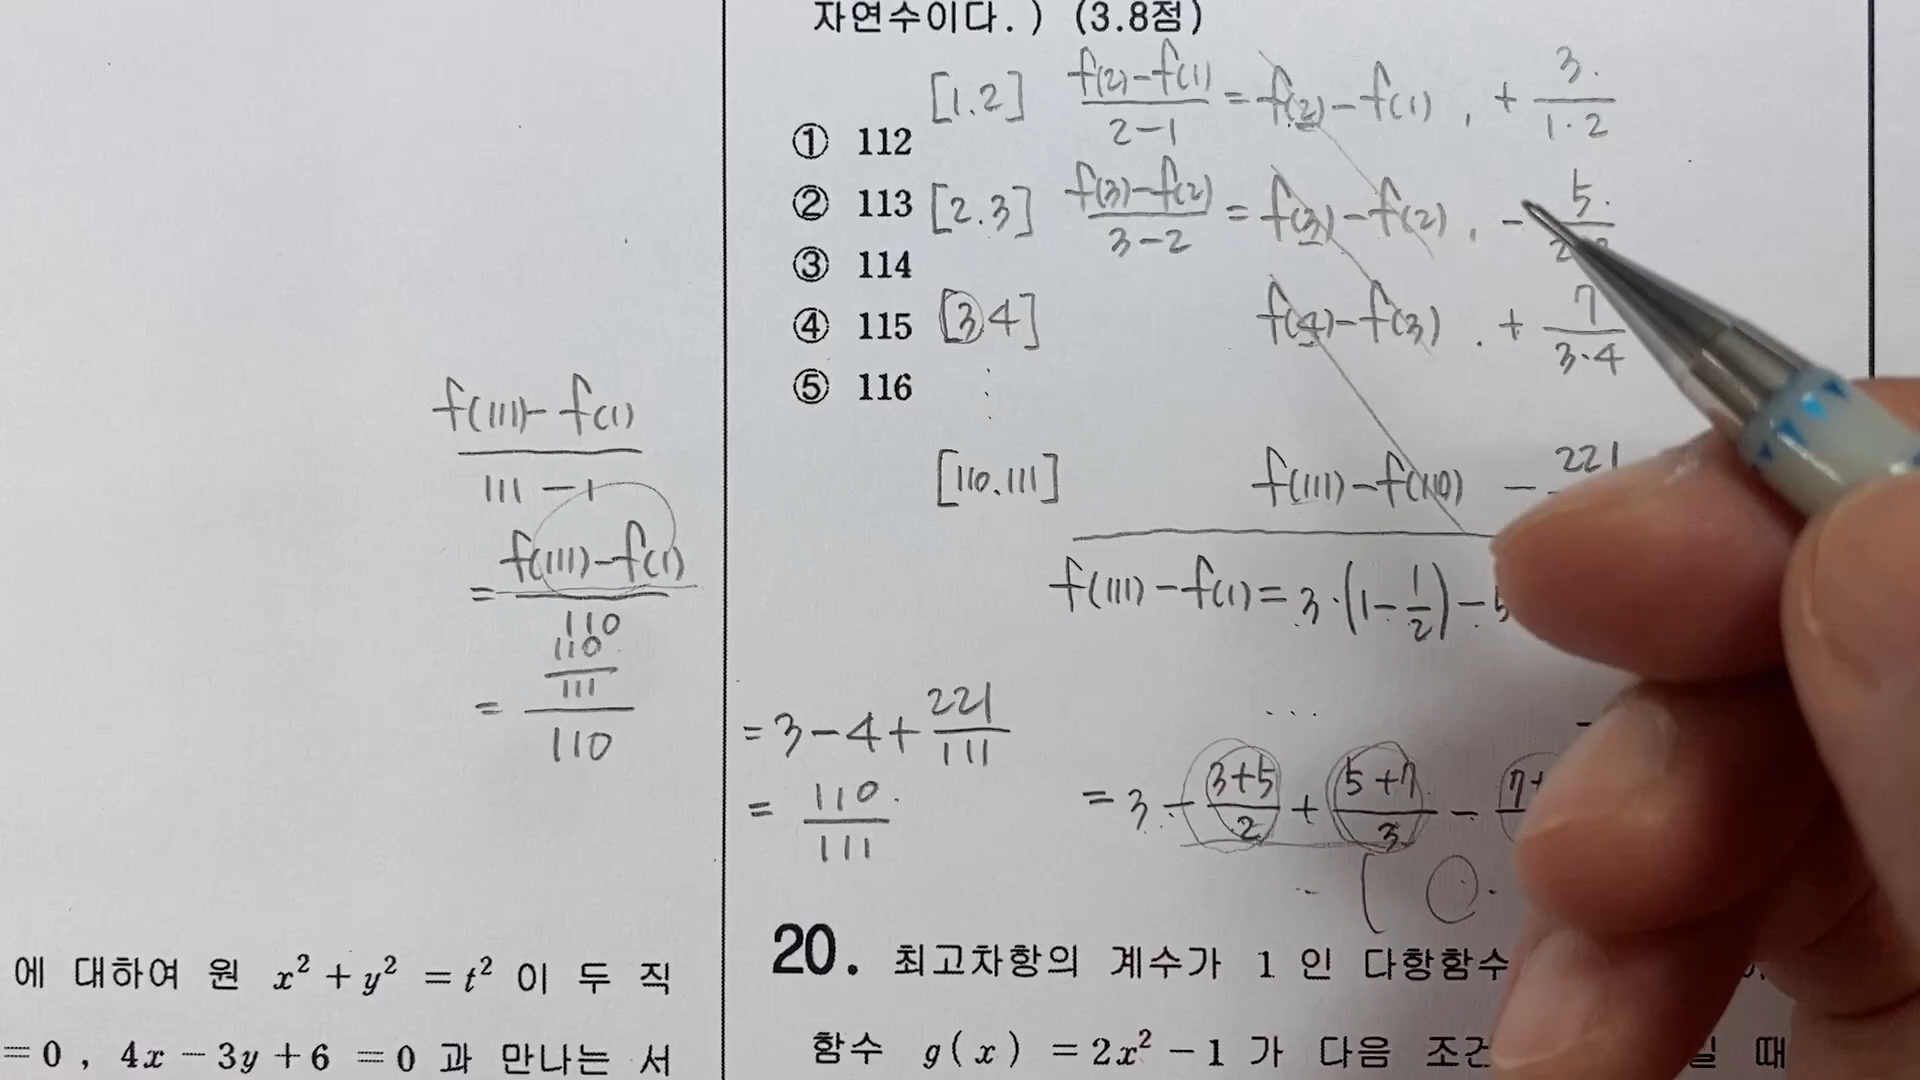 자연수이다.) (3.8점)
[1.2] f(2)-f(1) / 2-1 = f(2)-f(1), + 3 / 1·2
① 112
② 113 [2.3] f(3)-f(2) / 3-2 = f(3)-f(2), - 5
③ 114
④ 115 [3 4] f(4)-f(3). + 7 / 3·4
⑤ 116
[110.111] f(111)-f(110) - 221
f(111)-f(1) = 3·(1-1/2)-5
...
= 3 - (3+5)/2 + (5+7)/3 -
f(111)-f(1) / 111-1
= f(111)-f(1) / 110
= 110/111 / 110
= 3-4+ 221/111
= 110/111
에 대하여 원 x² + y² = t² 이 두 직
=0, 4x-3y+6 =0 과 만나는 서
20. 최고차항의 계수가 1 인 다항함수
함수 g(x) = 2x² -1 가 다음 때